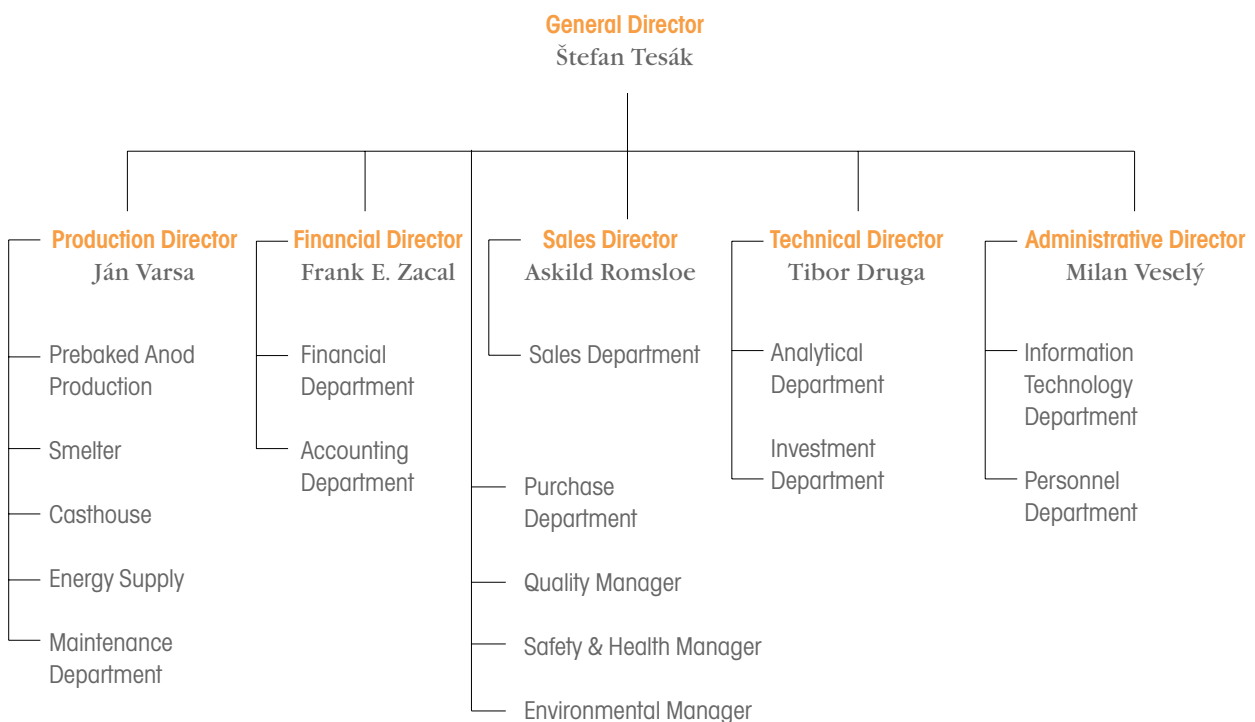 General Director
Štefan Tesák
Production Director
Ján Varsa
Prebaked Anod
Production
Smelter
Casthouse
Energy Supply
Maintenance
Department
Financial Director
Frank E. Zacal
Financial
Department
Accounting
Department
Sales Director
Askild Romsloe
Sales Department
Purchase
Department
Quality Manager
Safety & Health Manager
Environmental Manager
Technical Director
Tibor Druga
Analytical
Department
Investment
Department
Administrative Director
Milan Veselý
Information
Technology
Department
Personnel
Department